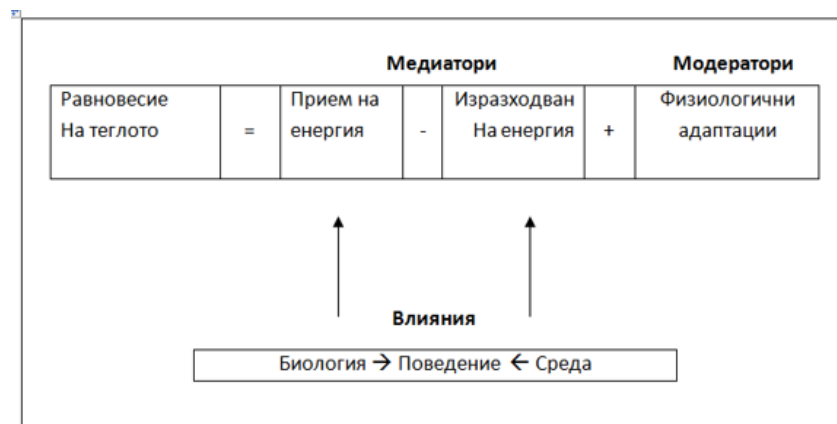 Медиатори Модератори
Равновесие Прием на Изразходван Физиологични
На теглото = енергия - На енергия + адаптации
Влияния
Биология → Поведение ← Среда